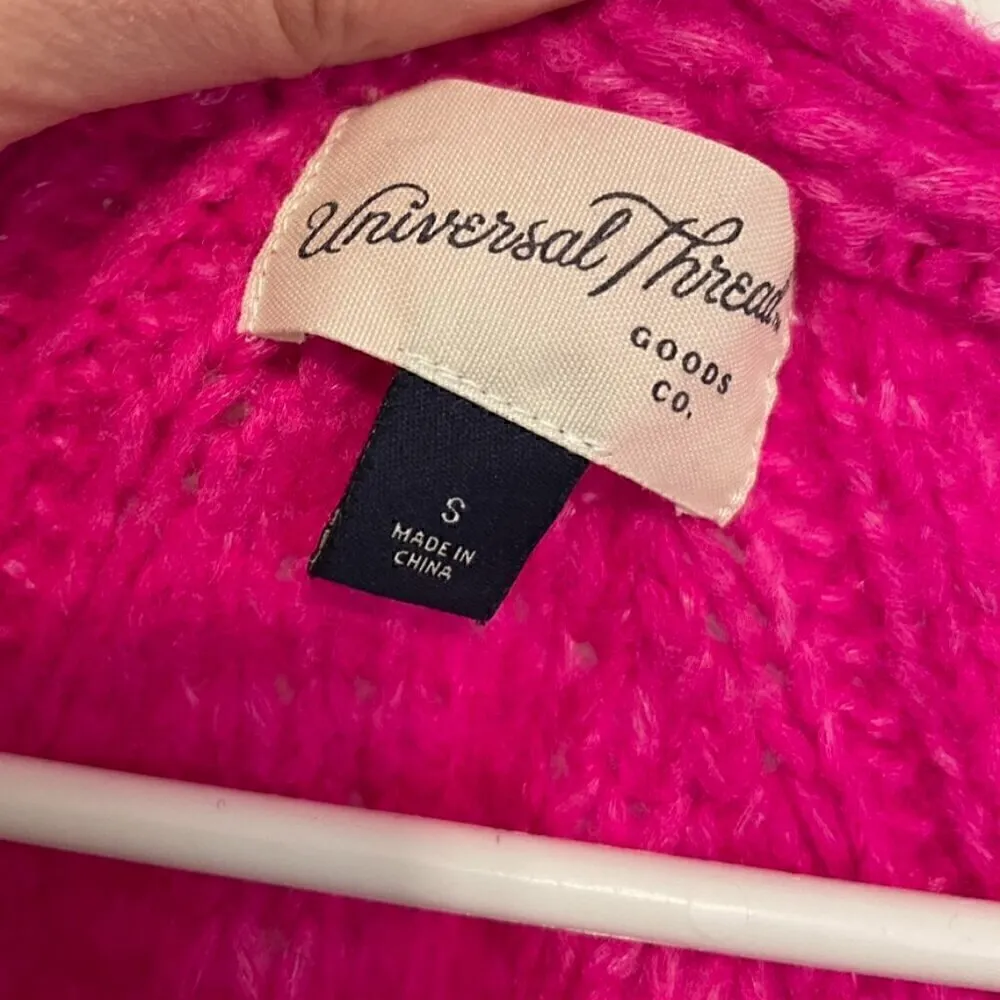 Universal Thread
GOODS
CO.
S
MADE IN
CHINA